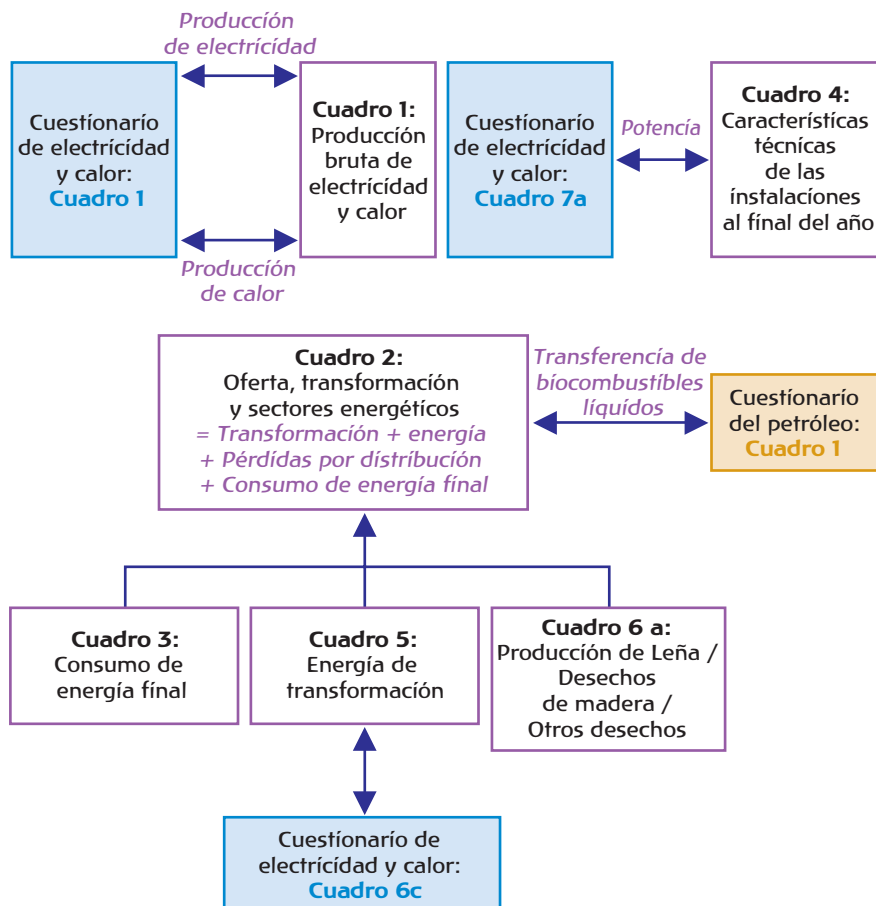 Producción
de electricidad
Cuestionario
de electricidad
y calor:
Cuadro 1
Cuadro 1:
Producción
bruta de
electricidad
y calor
Producción
de calor
Cuestionario
de electricidad
y calor:
Cuadro 7a
Potencia
Cuadro 4:
Características
técnicas
de las
instalaciones
al final del año
Cuadro 2:
Oferta, transformación
y sectores energéticos
= Transformación + energía
+ Pérdidas por distribución
+ Consumo de energía final
Transferencia de
biocombustibles
líquidos
Cuestionario
del petróleo:
Cuadro 1
Cuadro 3:
Consumo de
energía final
Cuadro 5:
Energía de
transformación
Cuadro 6 a:
Producción de Leña /
Desechos
de madera /
Otros desechos
Cuestionario de
electricidad y calor:
Cuadro 6c